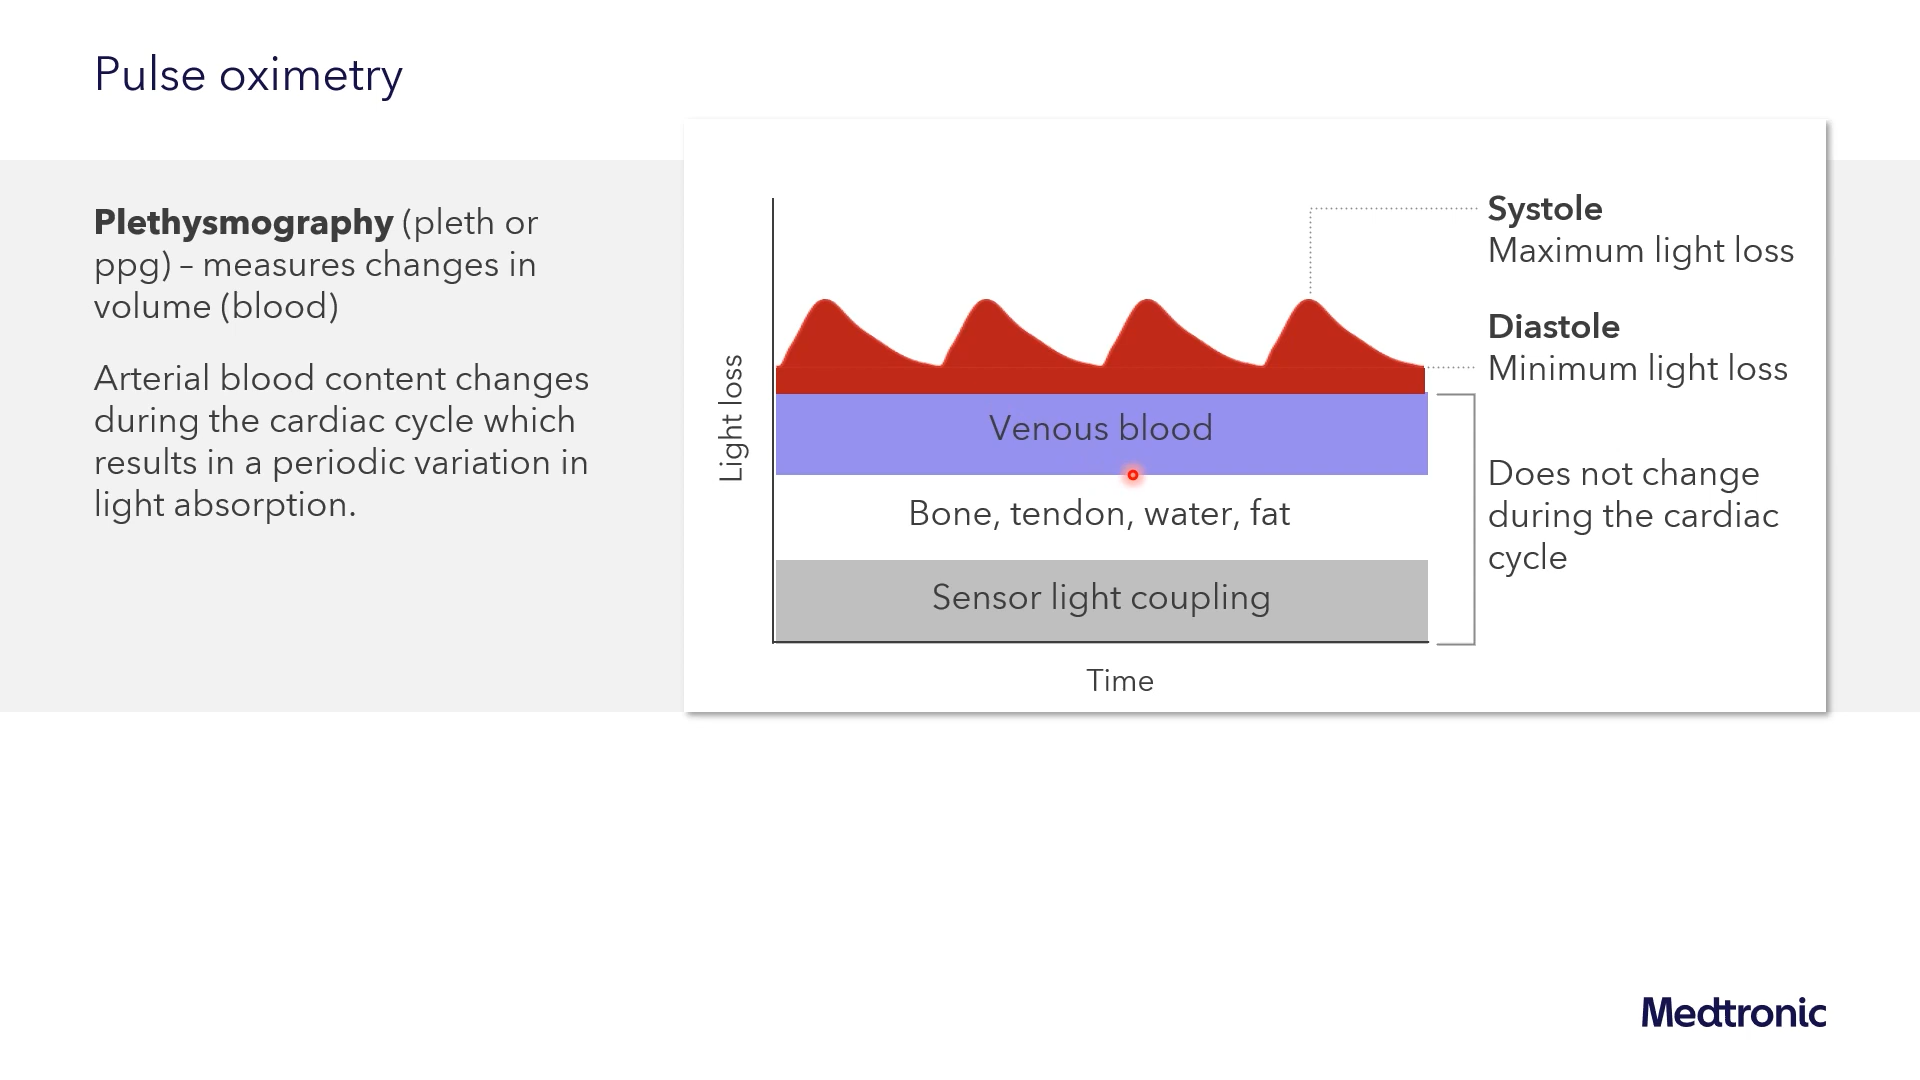 Pulse oximetry
Plethysmography (pleth or
ppg) – measures changes in
volume (blood)
Arterial blood content changes
during the cardiac cycle which
results in a periodic variation in
light absorption.
Light loss
Venous blood
Bone, tendon, water, fat
Sensor light coupling
Time
Systole
Maximum light loss
Diastole
Minimum light loss
Does not change
during the cardiac
cycle
Medtronic